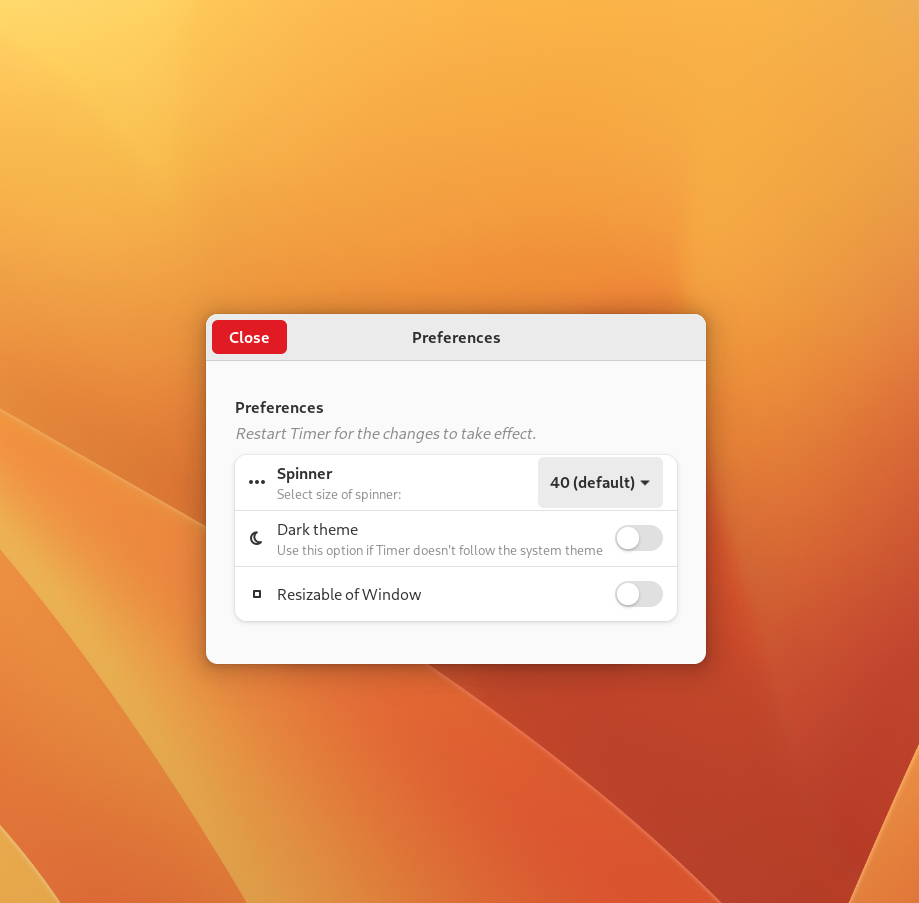 Close
Preferences
Preferences
Restart Timer for the changes to take effect.
Spinner
Select size of spinner:
40 (default)
Dark theme
Use this option if Timer doesn't follow the system theme
Resizable of Window